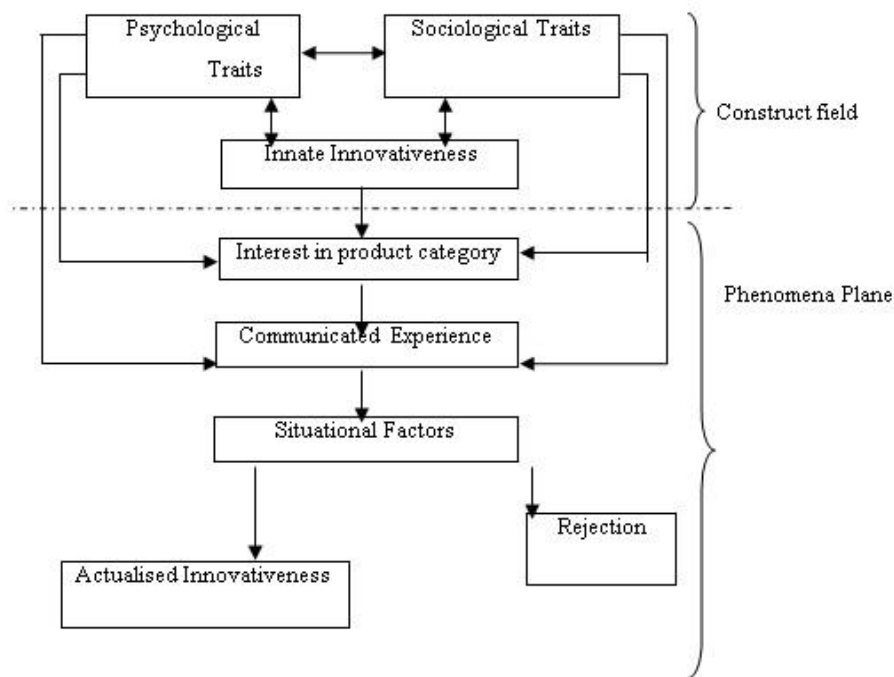 Psychological
Traits
Sociological Traits
Construct field
Innate Innovativeness
Interest in product category
Phenomena Plane
Communicated Experience
Situational Factors
Rejection
Actualised Innovativeness